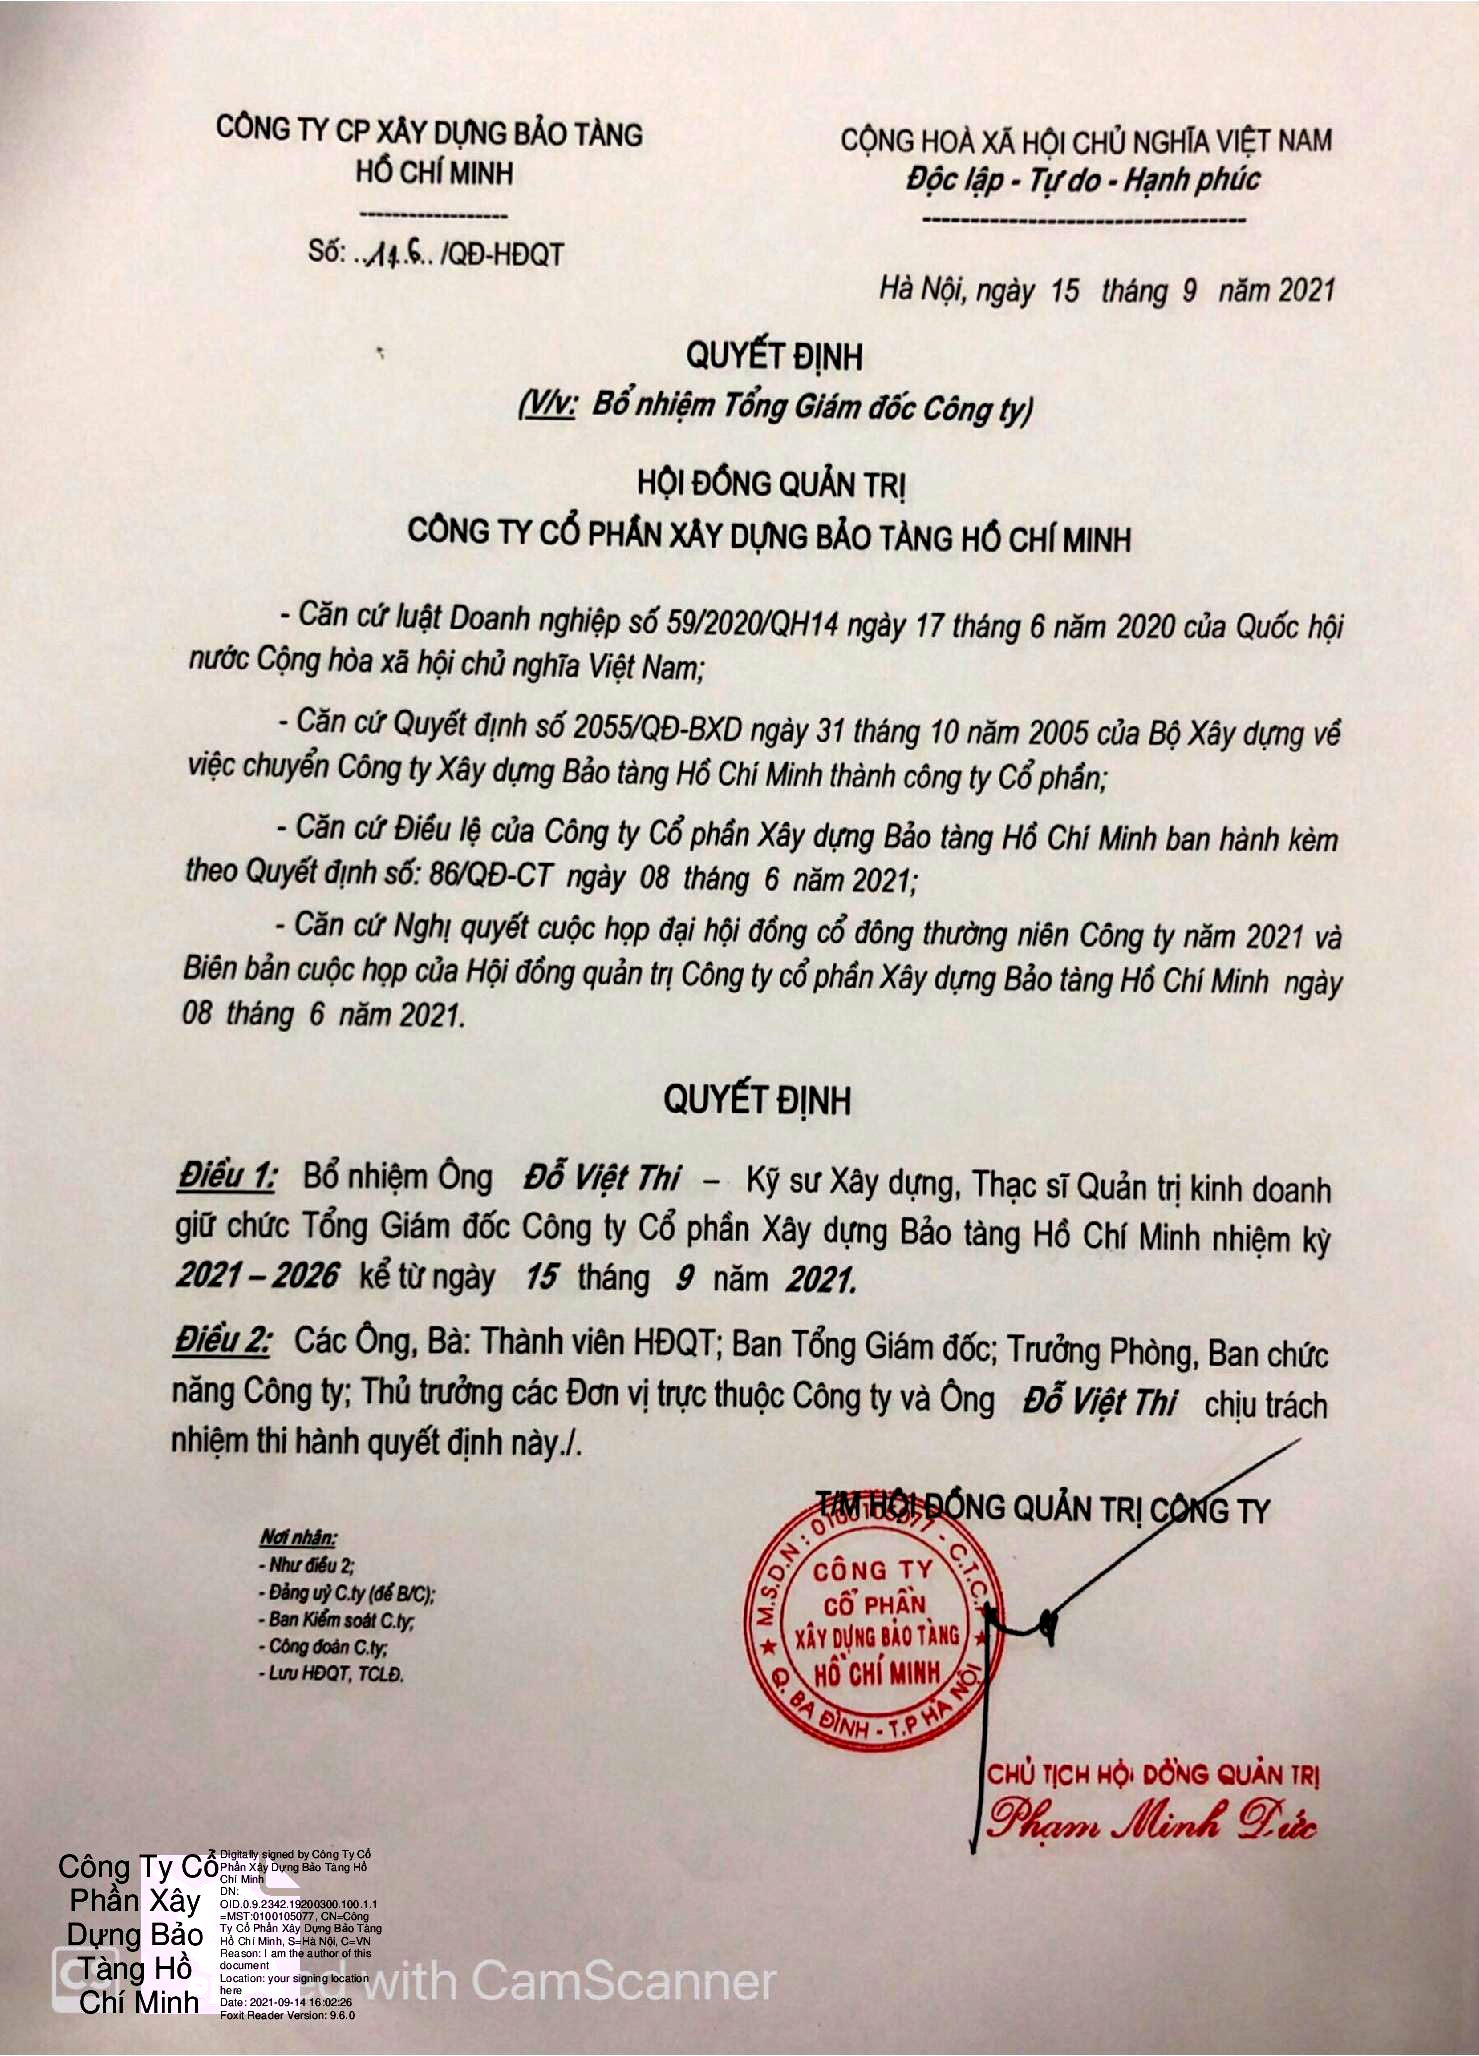 CÔNG TY CP XÂY DỰNG BẢO TÀNG
HỒ CHÍ MINH
------------------
Số: ..146.. /QĐ-HĐQT
CỘNG HOÀ XÃ HỘI CHỦ NGHĨA VIỆT NAM
Độc lập - Tự do - Hạnh phúc
---------------------------------
Hà Nội, ngày 15 tháng 9 năm 2021
QUYẾT ĐỊNH
(V/v: Bổ nhiệm Tổng Giám đốc Công ty)
HỘI ĐỒNG QUẢN TRỊ
CÔNG TY CỔ PHẦN XÂY DỰNG BẢO TÀNG HỒ CHÍ MINH
- Căn cứ luật Doanh nghiệp số 59/2020/QH14 ngày 17 tháng 6 năm 2020 của Quốc hội
nước Cộng hòa xã hội chủ nghĩa Việt Nam;
- Căn cứ Quyết định số 2055/QĐ-BXD ngày 31 tháng 10 năm 2005 của Bộ Xây dựng về
việc chuyển Công ty Xây dựng Bảo tàng Hồ Chí Minh thành công ty Cổ phần;
- Căn cứ Điều lệ của Công ty Cổ phần Xây dựng Bảo tàng Hồ Chí Minh ban hành kèm
theo Quyết định số: 86/QĐ-CT ngày 08 tháng 6 năm 2021;
- Căn cứ Nghị quyết cuộc họp đại hội đồng cổ đông thường niên Công ty năm 2021 và
Biên bản cuộc họp của Hội đồng quản trị Công ty cổ phần Xây dựng Bảo tàng Hồ Chí Minh ngày
08 tháng 6 năm 2021.
QUYẾT ĐỊNH
Điều 1: Bổ nhiệm Ông Đỗ Việt Thi – Kỹ sư Xây dựng, Thạc sĩ Quản trị kinh doanh
giữ chức Tổng Giám đốc Công ty Cổ phần Xây dựng Bảo tàng Hồ Chí Minh nhiệm kỳ
2021 – 2026 kể từ ngày 15 tháng 9 năm 2021.
Điều 2: Các Ông, Bà: Thành viên HĐQT; Ban Tổng Giám đốc; Trưởng Phòng, Ban chức
năng Công ty; Thủ trưởng các Đơn vị trực thuộc Công ty và Ông Đỗ Việt Thi chịu trách
nhiệm thi hành quyết định này./.
T/M HỘI ĐỒNG QUẢN TRỊ CÔNG TY
Nơi nhận:
- Như điều 2;
- Đảng uỷ C.ty (để B/C);
- Ban Kiểm soát C.ty;
- Công đoàn C.ty;
- Lưu HĐQT, TCLĐ.
M.S.D.N : 0100105077 - C.T.C.P
CÔNG TY
CỔ PHẦN
XÂY DỰNG BẢO TÀNG
HỒ CHÍ MINH
Q. BA ĐÌNH - T.P HÀ NỘI
CHỦ TỊCH HỘI ĐỒNG QUẢN TRỊ
Phạm Minh Đức
Công Ty Cổ
Phần Xây
Dựng Bảo
Tàng Hồ
Chí Minh
Digitally signed by Công Ty Cổ
Phần Xây Dựng Bảo Tàng Hồ
Chí Minh
DN:
OID.0.9.2342.19200300.100.1.1
=MST:0100105077, CN=Công
Ty Cổ Phần Xây Dựng Bảo Tàng
Hồ Chí Minh, S=Hà Nội, C=VN
Reason: I am the author of this
document
Location: your signing location
here
Date: 2021-09-14 16:02:26
Foxit Reader Version: 9.6.0
CS
with CamScanner